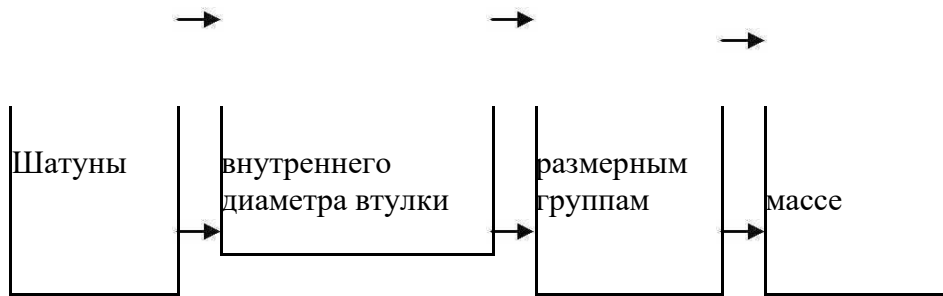 Шатуны
внутреннего
диаметра втулки
размерным
группам
массе